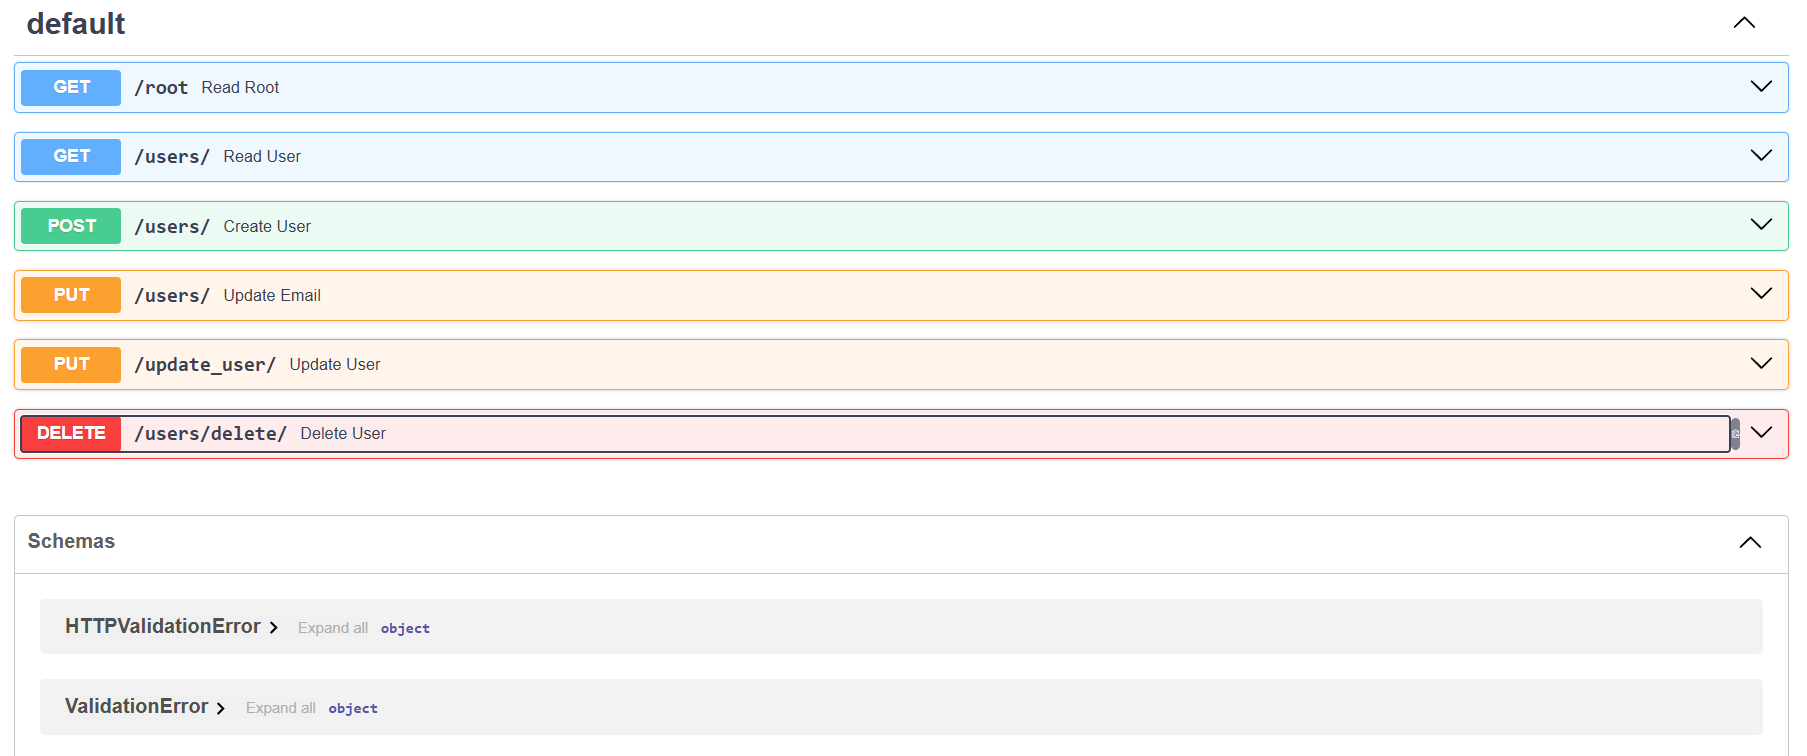 default
GET /root Read Root
GET /users/ Read User
POST /users/ Create User
PUT /users/ Update Email
PUT /update_user/ Update User
DELETE /users/delete/ Delete User
Schemas
HTTPValidationError Expand all object
ValidationError Expand all object